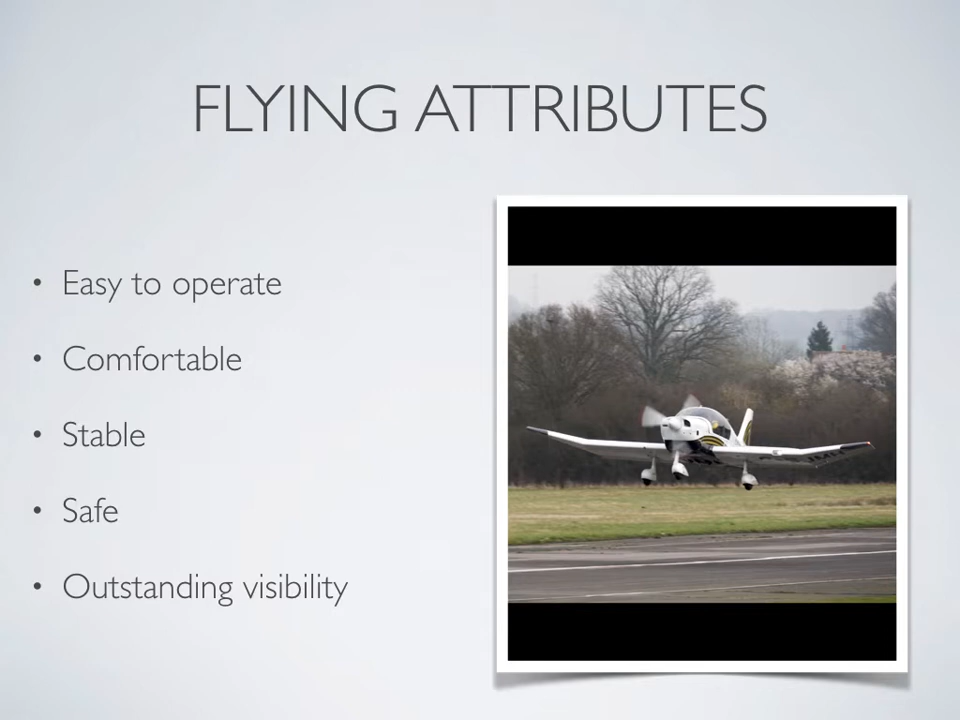 FLYING ATTRIBUTES
• Easy to operate
• Comfortable
• Stable
• Safe
• Outstanding visibility